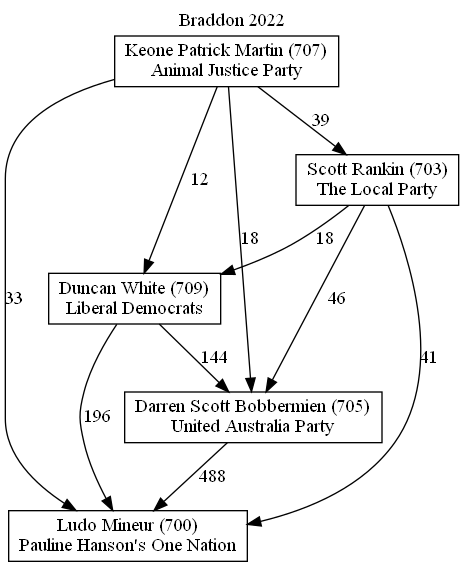 Braddon 2022
Keone Patrick Martin (707)
Animal Justice Party
39
Scott Rankin (703)
The Local Party
12
18
18
33
46
Duncan White (709)
Liberal Democrats
41
144
Darren Scott Bobbermien (705)
United Australia Party
196
488
Ludo Mineur (700)
Pauline Hanson's One Nation